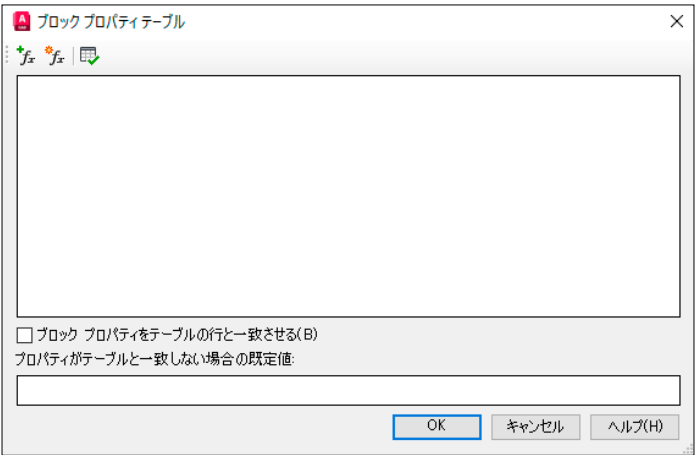 ブロック プロパティ テーブル
fx fx
ブロック プロパティをテーブルの行と一致させる(B)
プロパティがテーブルと一致しない場合の既定値:
OK キャンセル ヘルプ(H)